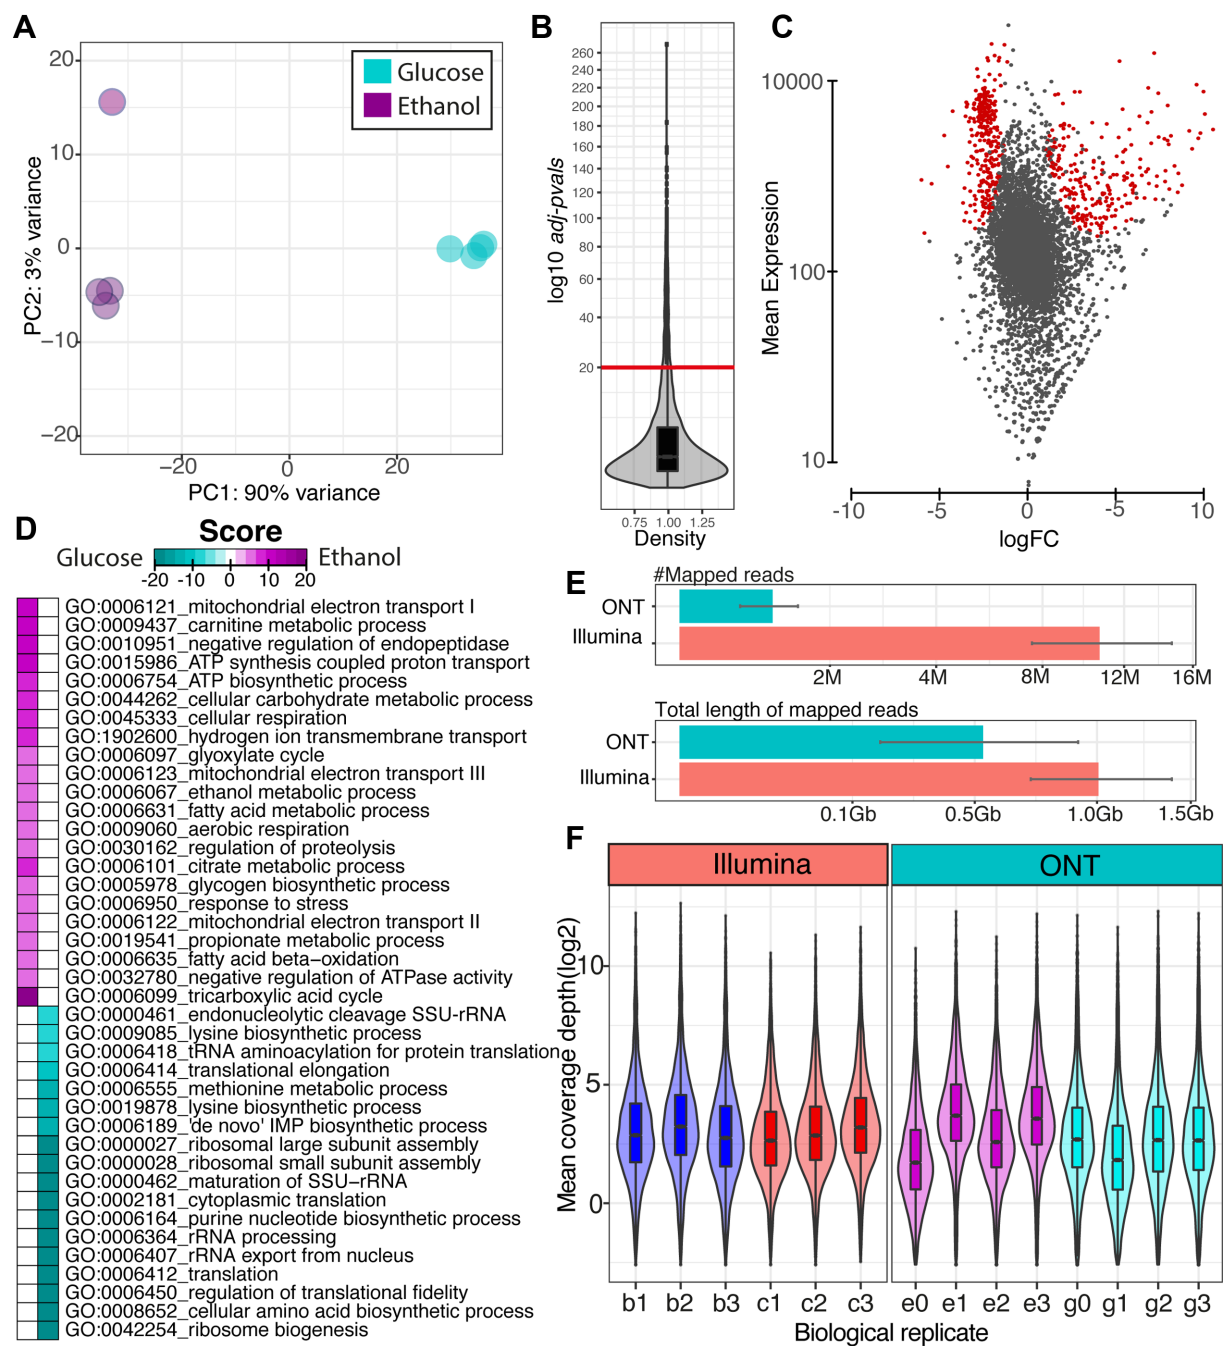 A
20
10
0
−10
−20
−20
0
20
PC2: 3% variance
PC1: 90% variance
Glucose
Ethanol
B
260
240
220
200
180
160
140
120
100
80
60
40
20
log10 adj-pvals
0.75 1.00 1.25
Density
C
10000
100
10
Mean Expression
-10
-5
0
-5
10
logFC
D
Score
Glucose
Ethanol
-20 -10 0 10 20
GO:0006121_mitochondrial electron transport I
GO:0009437_carnitine metabolic process
GO:0010951_negative regulation of endopeptidase
GO:0015986_ATP synthesis coupled proton transport
GO:0006754_ATP biosynthetic process
GO:0044262_cellular carbohydrate metabolic process
GO:0045333_cellular respiration
GO:1902600_hydrogen ion transmembrane transport
GO:0006097_glyoxylate cycle
GO:0006123_mitochondrial electron transport III
GO:0006067_ethanol metabolic process
GO:0006631_fatty acid metabolic process
GO:0009060_aerobic respiration
GO:0030162_regulation of proteolysis
GO:0006101_citrate metabolic process
GO:0005978_glycogen biosynthetic process
GO:0006950_response to stress
GO:0006122_mitochondrial electron transport II
GO:0019541_propionate metabolic process
GO:0006635_fatty acid beta−oxidation
GO:0032780_negative regulation of ATPase activity
GO:0006099_tricarboxylic acid cycle
GO:0000461_endonucleolytic cleavage SSU-rRNA
GO:0009085_lysine biosynthetic process
GO:0006418_tRNA aminoacylation for protein translation
GO:0006414_translational elongation
GO:0006555_methionine metabolic process
GO:0019878_lysine biosynthetic process
GO:0006189_'de novo' IMP biosynthetic process
GO:0000027_ribosomal large subunit assembly
GO:0000028_ribosomal small subunit assembly
GO:0000462_maturation of SSU−rRNA
GO:0002181_cytoplasmic translation
GO:0006164_purine nucleotide biosynthetic process
GO:0006364_rRNA processing
GO:0006407_rRNA export from nucleus
GO:0006412_translation
GO:0006450_regulation of translational fidelity
GO:0008652_cellular amino acid biosynthetic process
GO:0042254_ribosome biogenesis
E
#Mapped reads
ONT
Illumina
2M 4M 8M 12M 16M
Total length of mapped reads
ONT
Illumina
0.1Gb 0.5Gb 1.0Gb 1.5Gb
F
Illumina
ONT
10
5
0
Mean coverage depth(log2)
b1 b2 b3 c1 c2 c3 e0 e1 e2 e3 g0 g1 g2 g3
Biological replicate